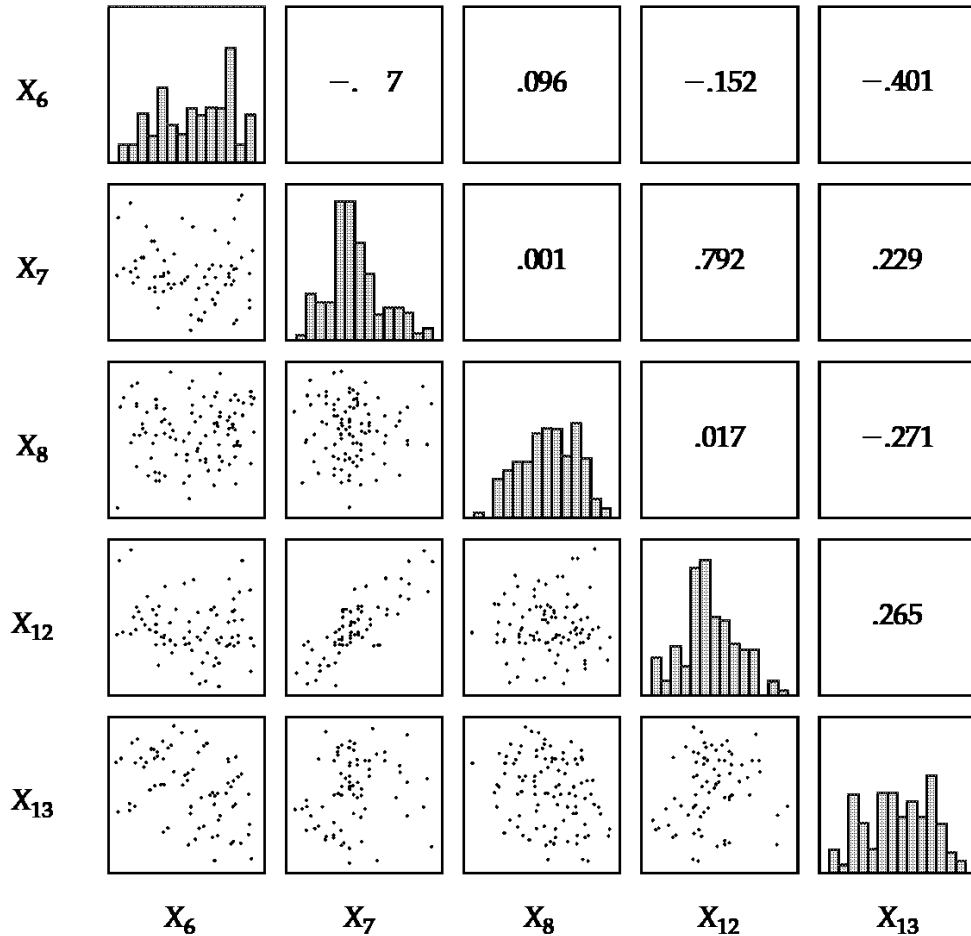 X6 −. 7 .096 −.152 −.401
X7 .001 .792 .229
X8 .017 −.271
X12 .265
X13
X6 X7 X8 X12 X13